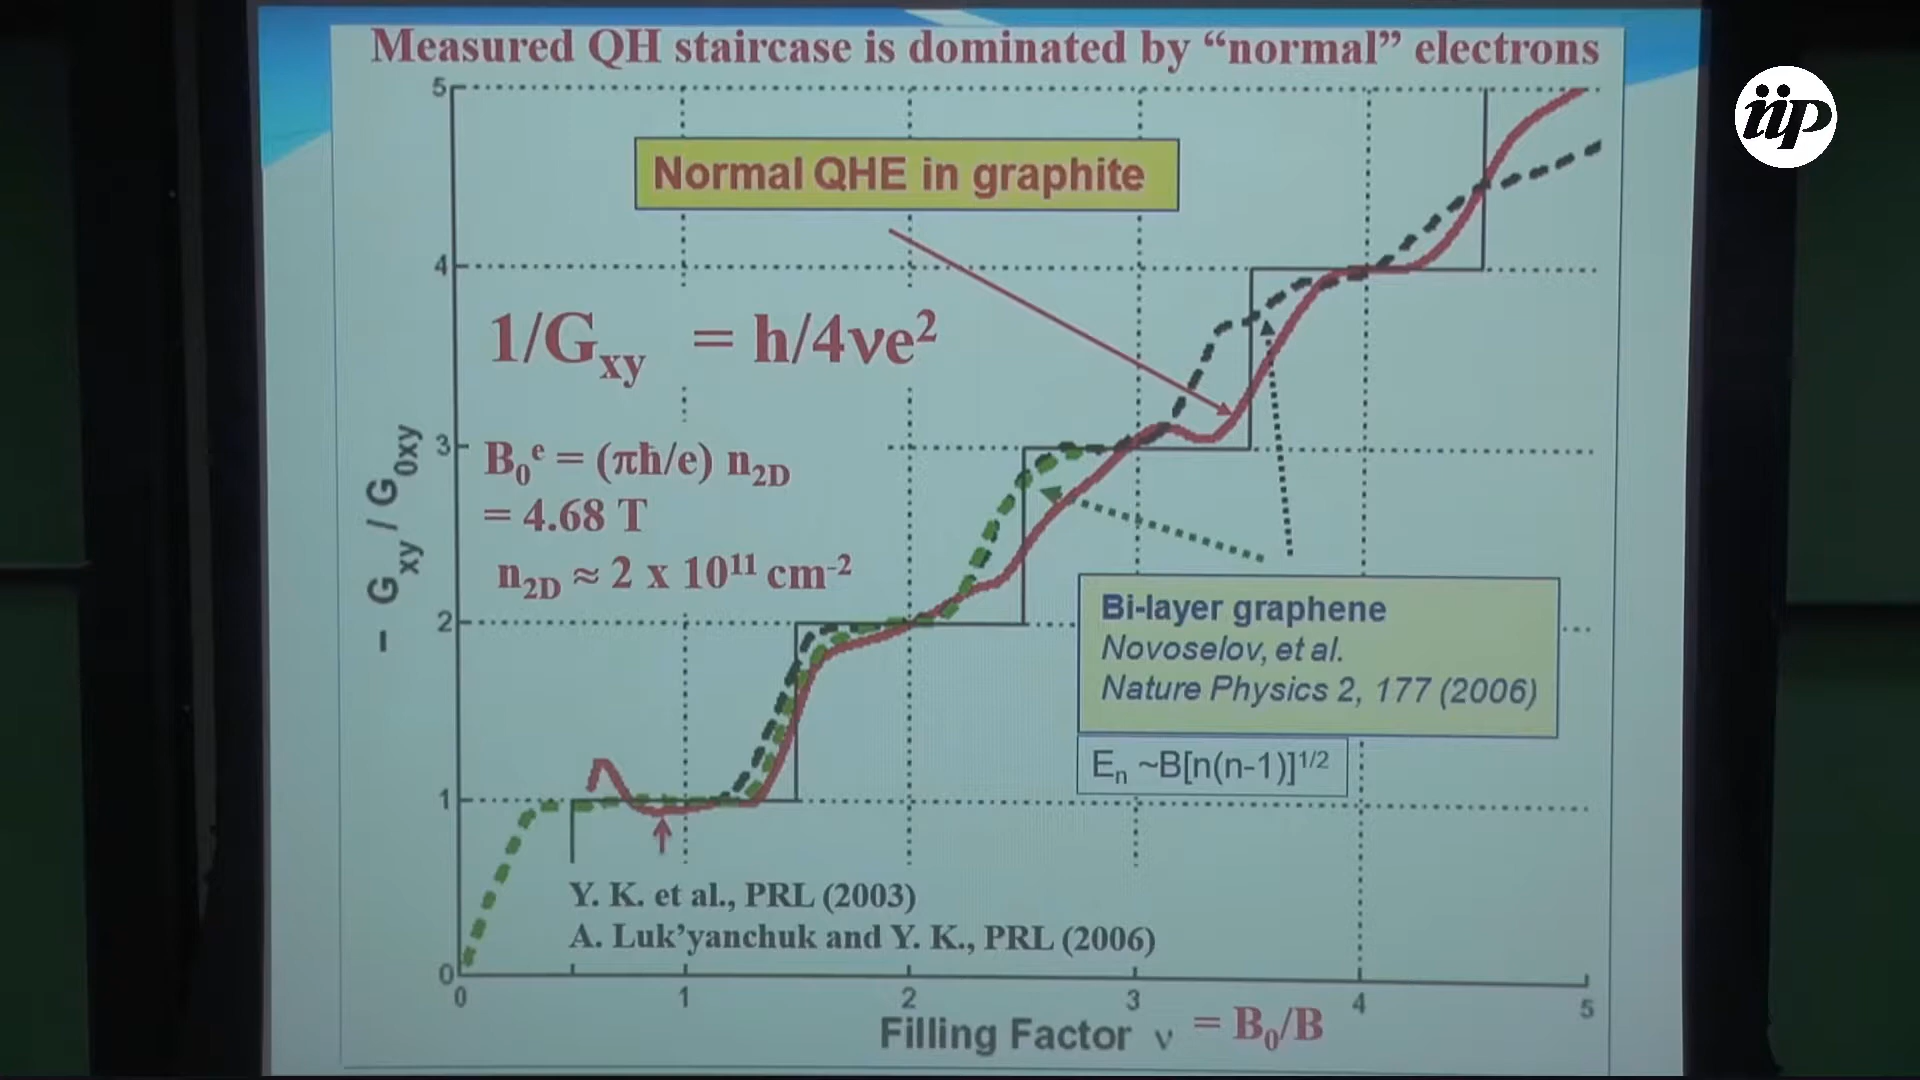 Measured QH staircase is dominated by “normal” electrons
iip
5
Normal QHE in graphite
4
1/Gxy = h/4νe²
3
B₀ᵉ = (πħ/e) n2D
= 4.68 T
n2D ≈ 2 x 10¹¹ cm⁻²
− Gxy / G0xy
2
Bi-layer graphene
Novoselov, et al.
Nature Physics 2, 177 (2006)
En ~B[n(n-1)]1/2
1
Y. K. et al., PRL (2003)
A. Luk’yanchuk and Y. K., PRL (2006)
0
0 1 2 3 4 5
Filling Factor ν = B₀/B